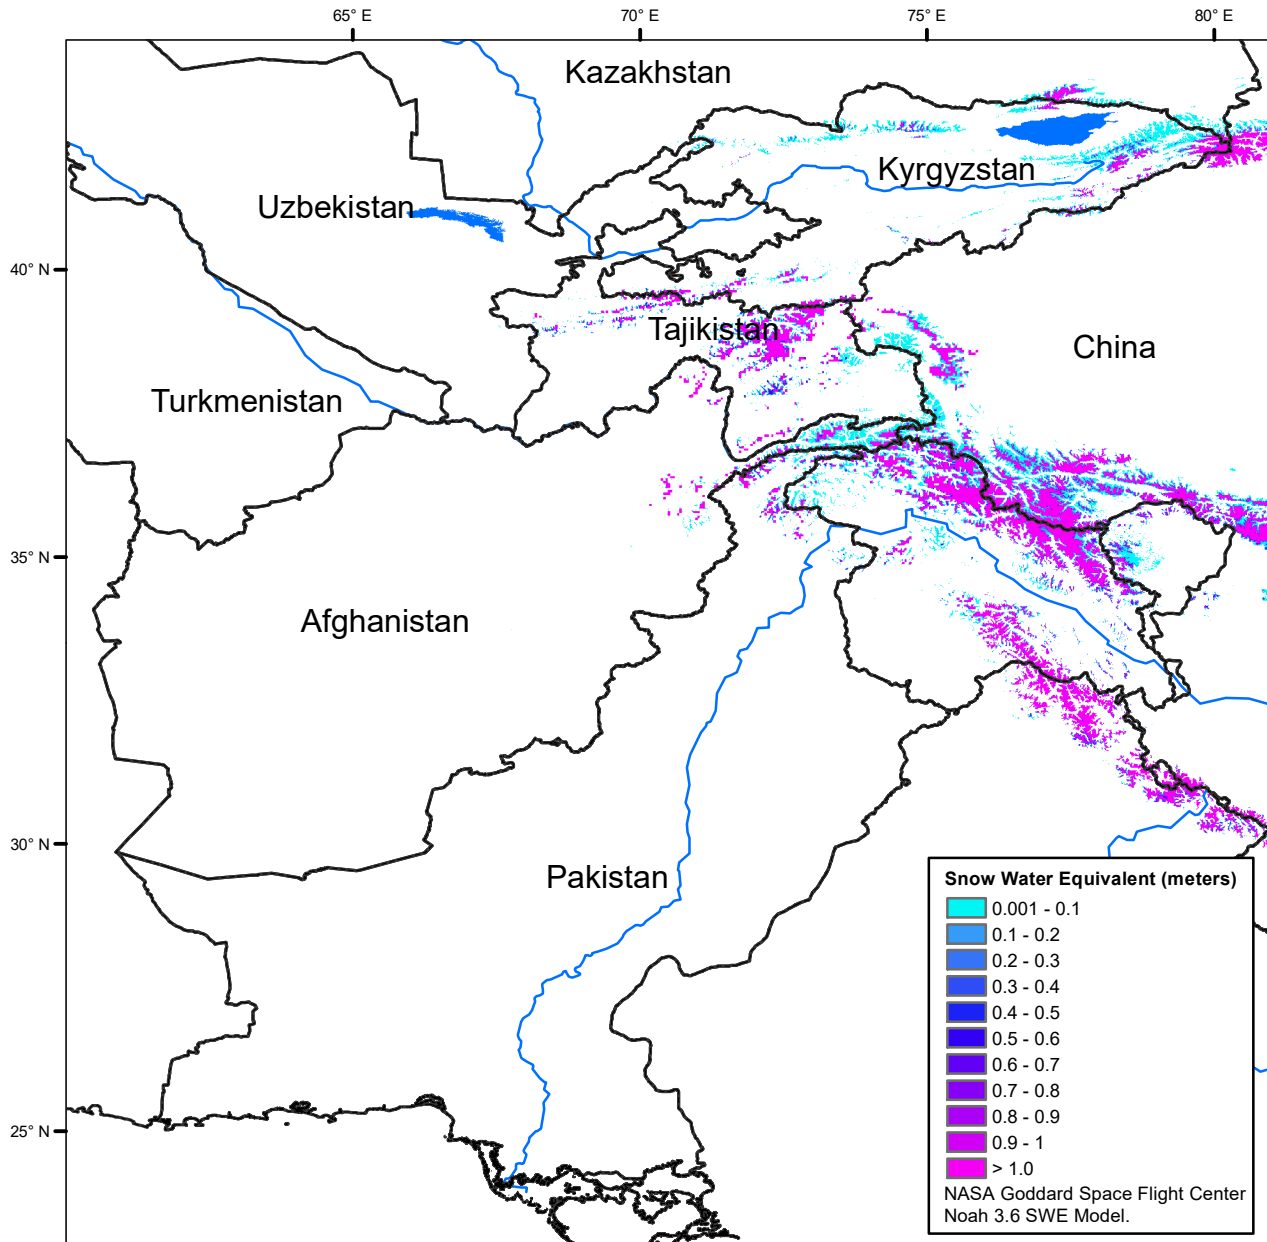 65° E
70° E
75° E
80° E
Kazakhstan
Kyrgyzstan
Uzbekistan
40° N
Tajikistan
China
Turkmenistan
35° N
Afghanistan
30° N
Pakistan
Snow Water Equivalent (meters)
0.001 - 0.1
0.1 - 0.2
0.2 - 0.3
0.3 - 0.4
0.4 - 0.5
0.5 - 0.6
0.6 - 0.7
0.7 - 0.8
0.8 - 0.9
0.9 - 1
> 1.0
25° N
NASA Goddard Space Flight Center
Noah 3.6 SWE Model.